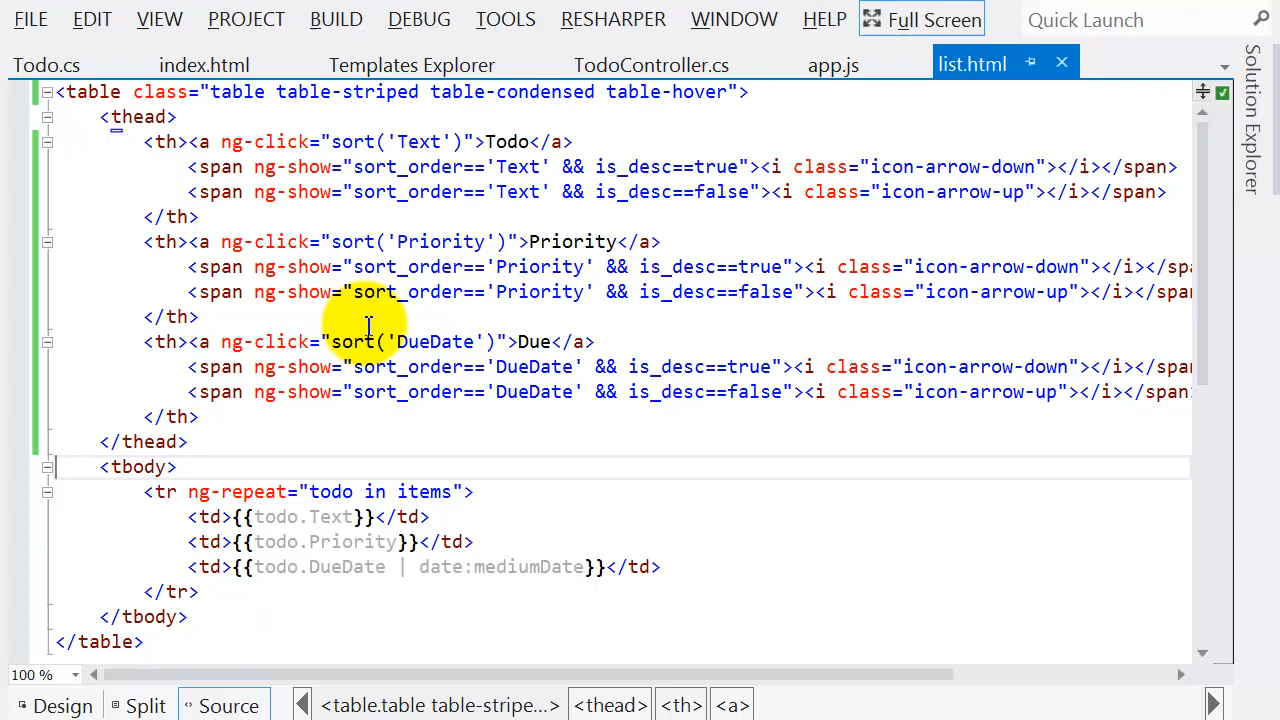 FILE EDIT VIEW PROJECT BUILD DEBUG TOOLS RESHARPER WINDOW HELP Full Screen Quick Launch
Todo.cs index.html Templates Explorer TodoController.cs app.js list.html
Solution Explorer
<table class="table table-striped table-condensed table-hover">
<thead>
<th><a ng-click="sort('Text')">Todo</a>
<span ng-show="sort_order=='Text' && is_desc==true"><i class="icon-arrow-down"></i></span>
<span ng-show="sort_order=='Text' && is_desc==false"><i class="icon-arrow-up"></i></span>
</th>
<th><a ng-click="sort('Priority')">Priority</a>
<span ng-show="sort_order=='Priority' && is_desc==true"><i class="icon-arrow-down"></i></spa
<span ng-show="sort_order=='Priority' && is_desc==false"><i class="icon-arrow-up"></i></spa
</th>
<th><a ng-click="sort('DueDate')">Due</a>
<span ng-show="sort_order=='DueDate' && is_desc==true"><i class="icon-arrow-down"></i></spa
<span ng-show="sort_order=='DueDate' && is_desc==false"><i class="icon-arrow-up"></i></span
</th>
</thead>
<tbody>
<tr ng-repeat="todo in items">
<td>{{todo.Text}}</td>
<td>{{todo.Priority}}</td>
<td>{{todo.DueDate | date:mediumDate}}</td>
</tr>
</tbody>
</table>
100 %
Design Split Source <table.table table-stripe...> <thead> <th> <a>